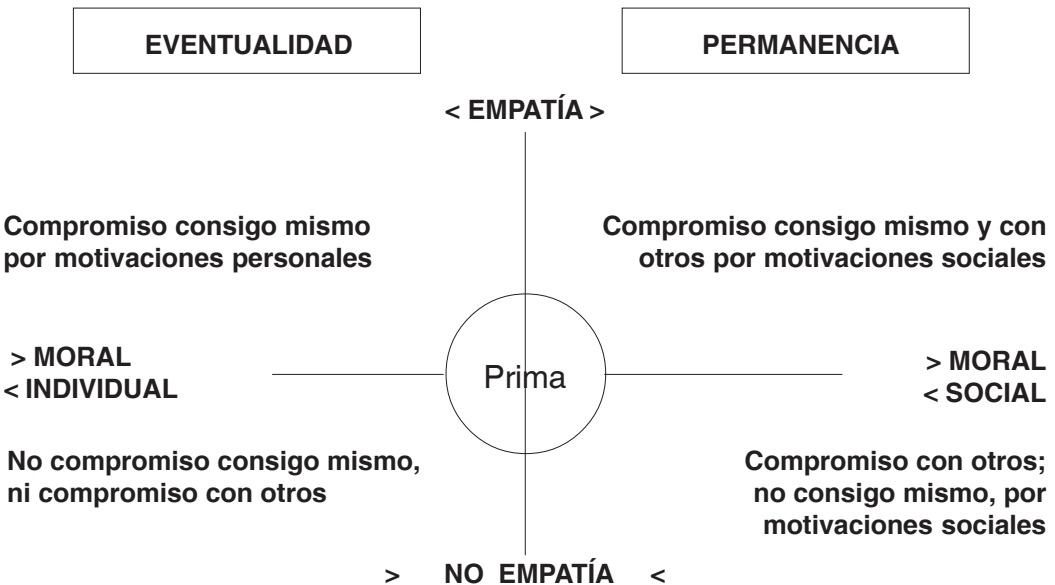 EVENTUALIDAD
PERMANENCIA
< EMPATÍA >
Compromiso consigo mismo
por motivaciones personales
Compromiso consigo mismo y con
otros por motivaciones sociales
> MORAL
< INDIVIDUAL
Prima
> MORAL
< SOCIAL
No compromiso consigo mismo,
ni compromiso con otros
Compromiso con otros;
no consigo mismo, por
motivaciones sociales
> NO EMPATÍA <